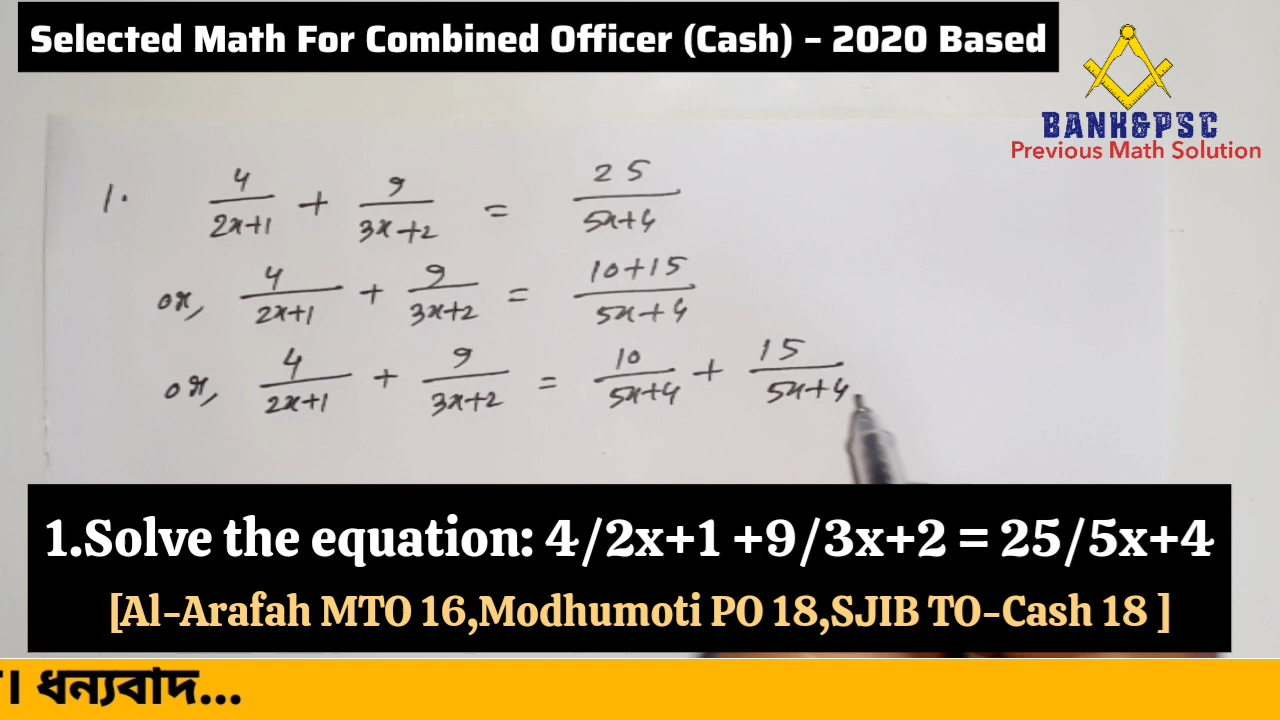 Selected Math For Combined Officer (Cash) – 2020 Based
BANK&PSC
Previous Math Solution
1. 4/2x+1 + 9/3x+2 = 25/5x+4
or, 4/2x+1 + 9/3x+2 = 10+15/5x+4
or, 4/2x+1 + 9/3x+2 = 10/5x+4 + 15/5x+4
1.Solve the equation: 4/2x+1 +9/3x+2 = 25/5x+4
[Al-Arafah MTO 16,Modhumoti PO 18,SJIB TO-Cash 18 ]
। ধন্যবাদ...